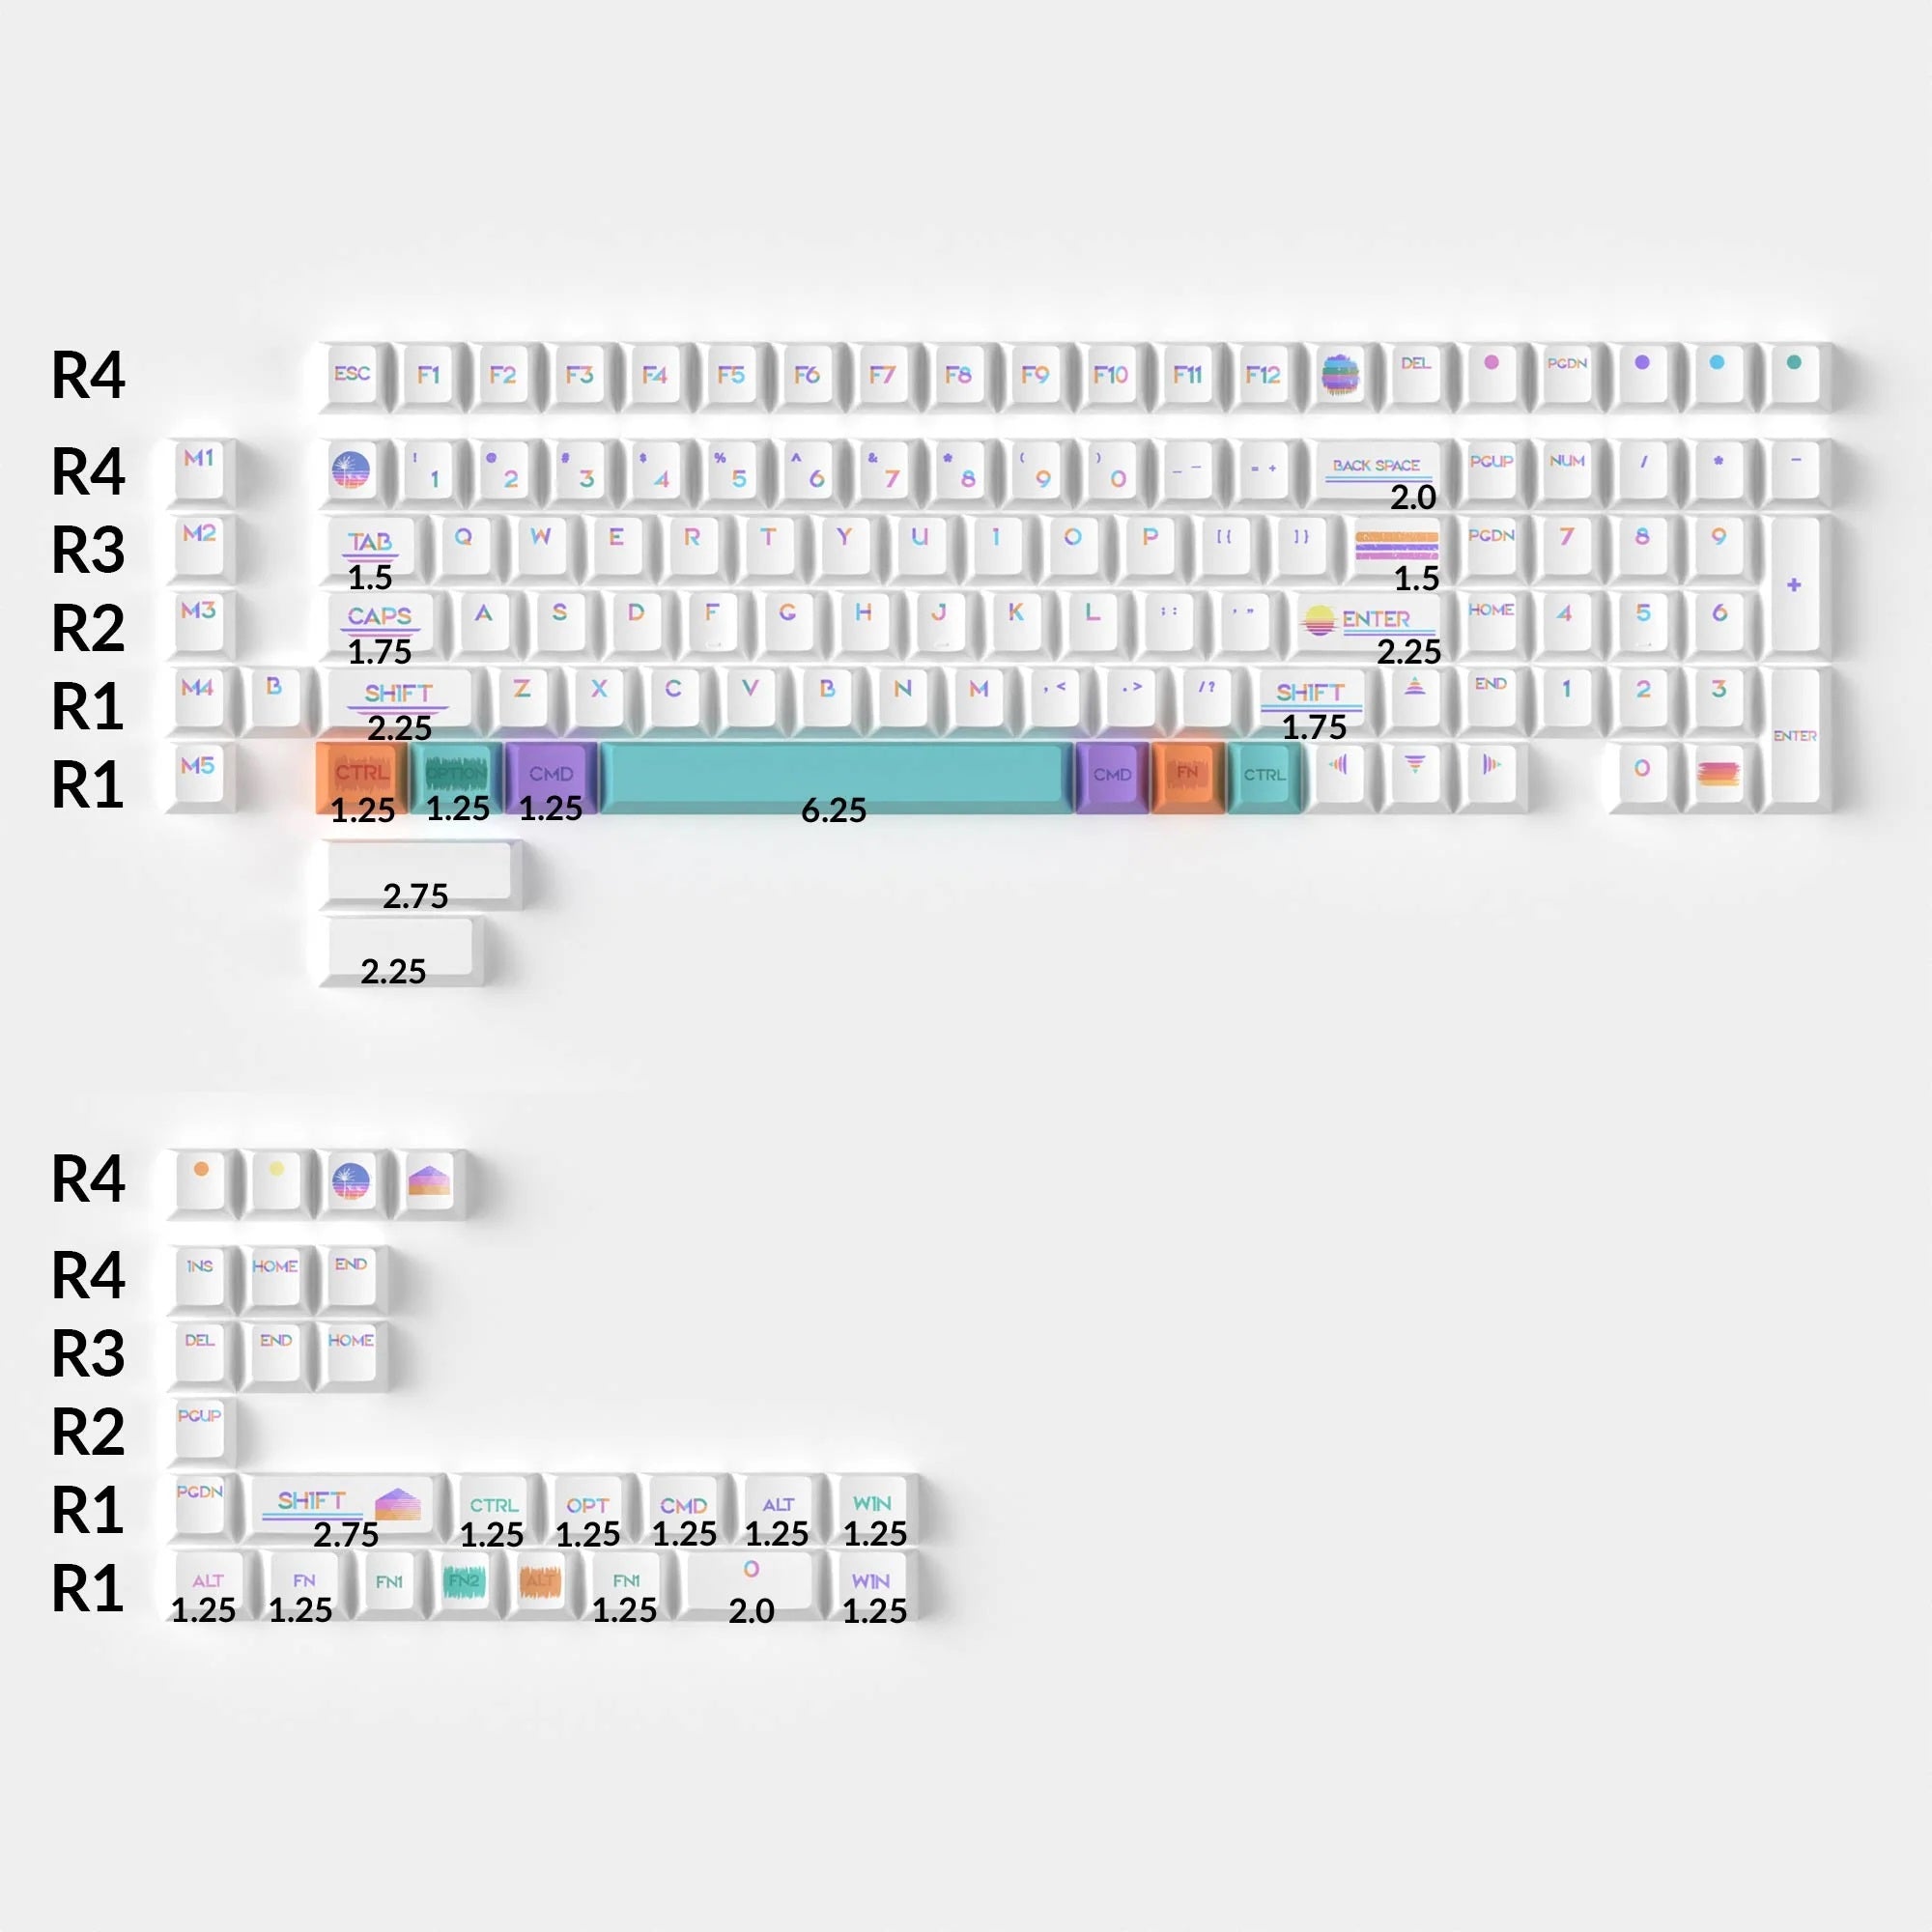 R4 ESC F1 F2 F3 F4 F5 F6 F7 F8 F9 F10 F11 F12 DEL PGDN
R4 M1 ! 1 @ 2 # 3 $ 4 % 5 ^ 6 & 7 * 8 ( 9 ) 0 _ – = + BACK SPACE 2.0 PGUP NUM / * –
R3 M2 TAB 1.5 Q W E R T Y U I O P [ { ] } 1.5 PGDN 7 8 9 +
R2 M3 CAPS 1.75 A S D F G H J K L ; : ' " ENTER 2.25 HOME 4 5 6
R1 M4 B SHIFT 2.25 Z X C V B N M , < . > / ? SHIFT 1.75 END 1 2 3 ENTER
R1 M5 CTRL 1.25 OPTION 1.25 CMD 1.25 6.25 CMD FN CTRL 0
2.75
2.25
R4
R4 INS HOME END
R3 DEL END HOME
R2 PGUP
R1 PGDN SHIFT 2.75 CTRL 1.25 OPT 1.25 CMD 1.25 ALT 1.25 WIN 1.25
R1 ALT 1.25 FN 1.25 FN1 FN2 ALT FN1 1.25 0 2.0 WIN 1.25